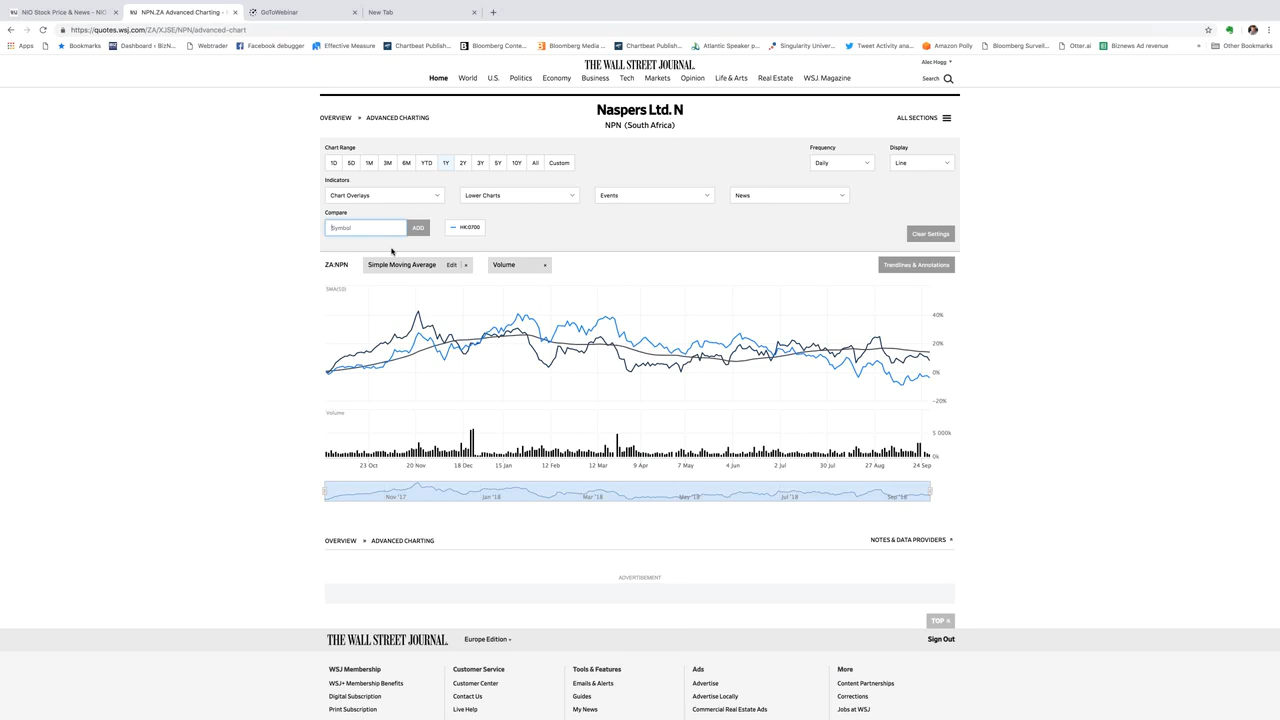 NIO Stock Price & News - NIO
NPN.ZA Advanced Charting -
GoToWebinar
New Tab
https://quotes.wsj.com/ZA/XJSE/NPN/advanced-chart
Apps Bookmarks Dashboard ‹ BizN... Webtrader Facebook debugger Effective Measure Chartbeat Publish... Bloomberg Conte... Bloomberg Media ... Chartbeat Publish... Atlantic Speaker p... Singularity Univer... Twitter Activity ana... Amazon Polly Bloomberg Surveil... Otter.ai Biznews Ad revenue » Other Bookmarks
THE WALL STREET JOURNAL.
Alec Hogg
Home World U.S. Politics Economy Business Tech Markets Opinion Life & Arts Real Estate WSJ. Magazine
Search
Naspers Ltd. N
NPN (South Africa)
OVERVIEW » ADVANCED CHARTING
ALL SECTIONS
Chart Range
Frequency
Display
1D 5D 1M 3M 6M YTD 1Y 2Y 3Y 5Y 10Y All Custom
Daily
Line
Indicators
Chart Overlays
Lower Charts
Events
News
Compare
Symbol
ADD
HK:0700
Clear Settings
ZA:NPN
Simple Moving Average Edit ×
Volume ×
Trendlines & Annotations
SMA(50)
40%
20%
0%
-20%
Volume
5 000k
0k
23 Oct 20 Nov 18 Dec 15 Jan 12 Feb 12 Mar 9 Apr 7 May 4 Jun 2 Jul 30 Jul 27 Aug 24 Sep
Nov '17 Jan '18 Mar '18 May '18 Jul '18 Sep '18
OVERVIEW » ADVANCED CHARTING
NOTES & DATA PROVIDERS
ADVERTISEMENT
TOP
THE WALL STREET JOURNAL.
Europe Edition
Sign Out
WSJ Membership
WSJ+ Membership Benefits
Digital Subscription
Print Subscription
Customer Service
Customer Center
Contact Us
Live Help
Tools & Features
Emails & Alerts
Guides
My News
Ads
Advertise
Advertise Locally
Commercial Real Estate Ads
More
Content Partnerships
Corrections
Jobs at WSJ